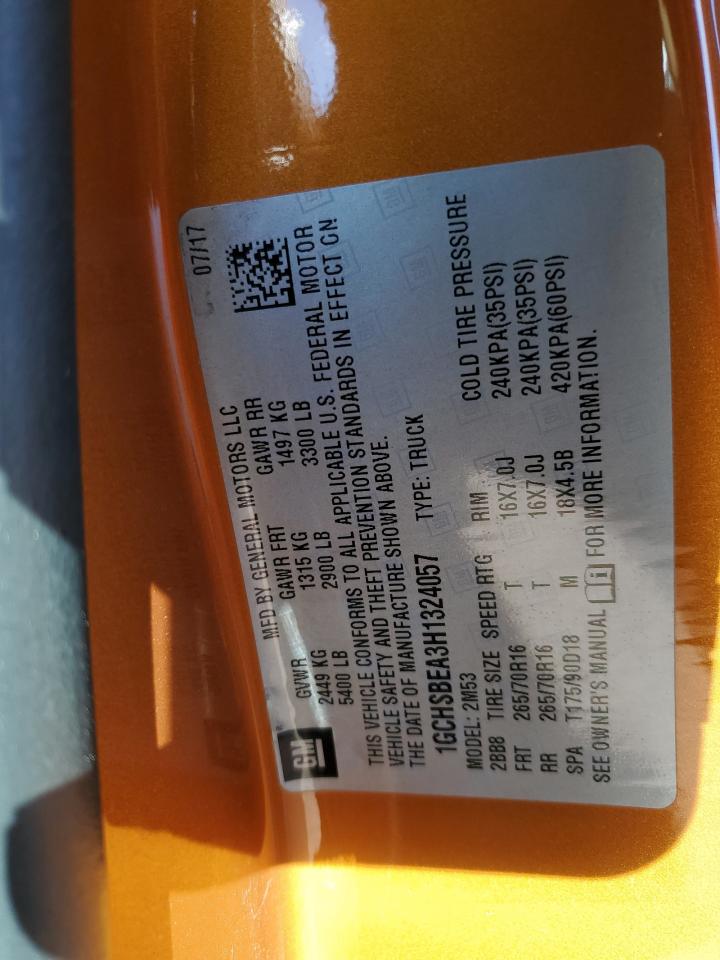 GM
MFD BY GENERAL MOTORS LLC 07/17
GVWR GAWR FRT GAWR RR
2449 KG 1315 KG 1497 KG
5400 LB 2900 LB 3300 LB
THIS VEHICLE CONFORMS TO ALL APPLICABLE U.S. FEDERAL MOTOR
VEHICLE SAFETY AND THEFT PREVENTION STANDARDS IN EFFECT ON
THE DATE OF MANUFACTURE SHOWN ABOVE.
1GCHSBEA3H1324057 TYPE: TRUCK
MODEL: 2M53
2BB8 TIRE SIZE SPEED RTG RIM COLD TIRE PRESSURE
FRT 265/70R16 T 16X7.0J 240KPA(35PSI)
RR 265/70R16 T 16X7.0J 240KPA(35PSI)
SPA T175/90D18 M 18X4.5B 420KPA(60PSI)
SEE OWNER'S MANUAL FOR MORE INFORMATION.